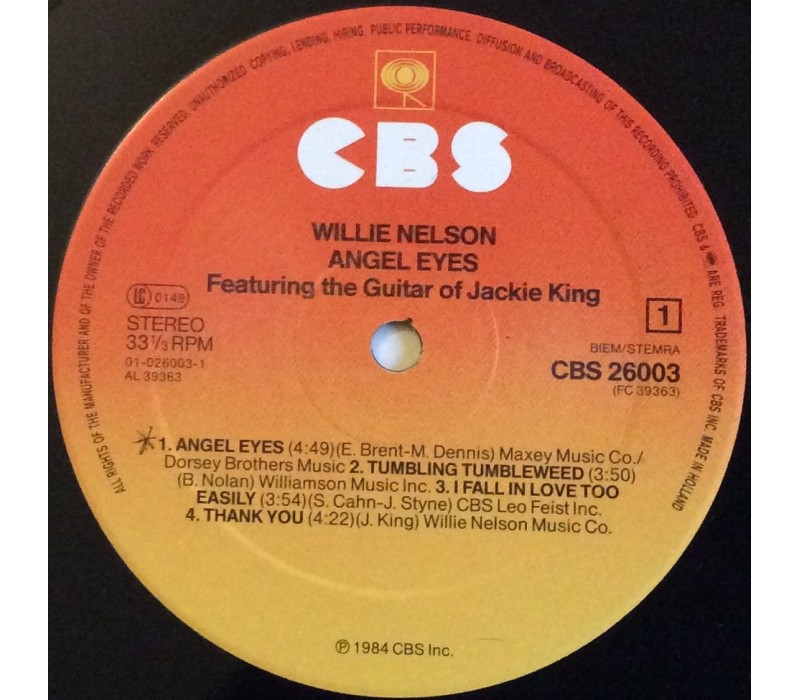 ALL RIGHTS OF THE MANUFACTURER AND OF THE OWNER OF THE RECORDED WORK RESERVED. UNAUTHORIZED COPYING, LENDING, HIRING, PUBLIC PERFORMANCE, DIFFUSION AND BROADCASTING OF THIS RECORDING PROHIBITED. CBS & ARE REG. TRADEMARKS OF CBS INC. MADE IN HOLLAND
CBS
WILLIE NELSON
ANGEL EYES
Featuring the Guitar of Jackie King
LC 0149
STEREO
33 1/3 RPM
01-026003-1
AL 39363
1
BIEM/STEMRA
CBS 26003
(FC 39363)
1. ANGEL EYES (4:49)(E. Brent-M. Dennis) Maxey Music Co./
Dorsey Brothers Music 2. TUMBLING TUMBLEWEED (3:50)
(B. Nolan) Williamson Music Inc. 3. I FALL IN LOVE TOO
EASILY (3:54)(S. Cahn-J. Styne) CBS Leo Feist Inc.
4. THANK YOU (4:22)(J. King) Willie Nelson Music Co.
℗ 1984 CBS Inc.